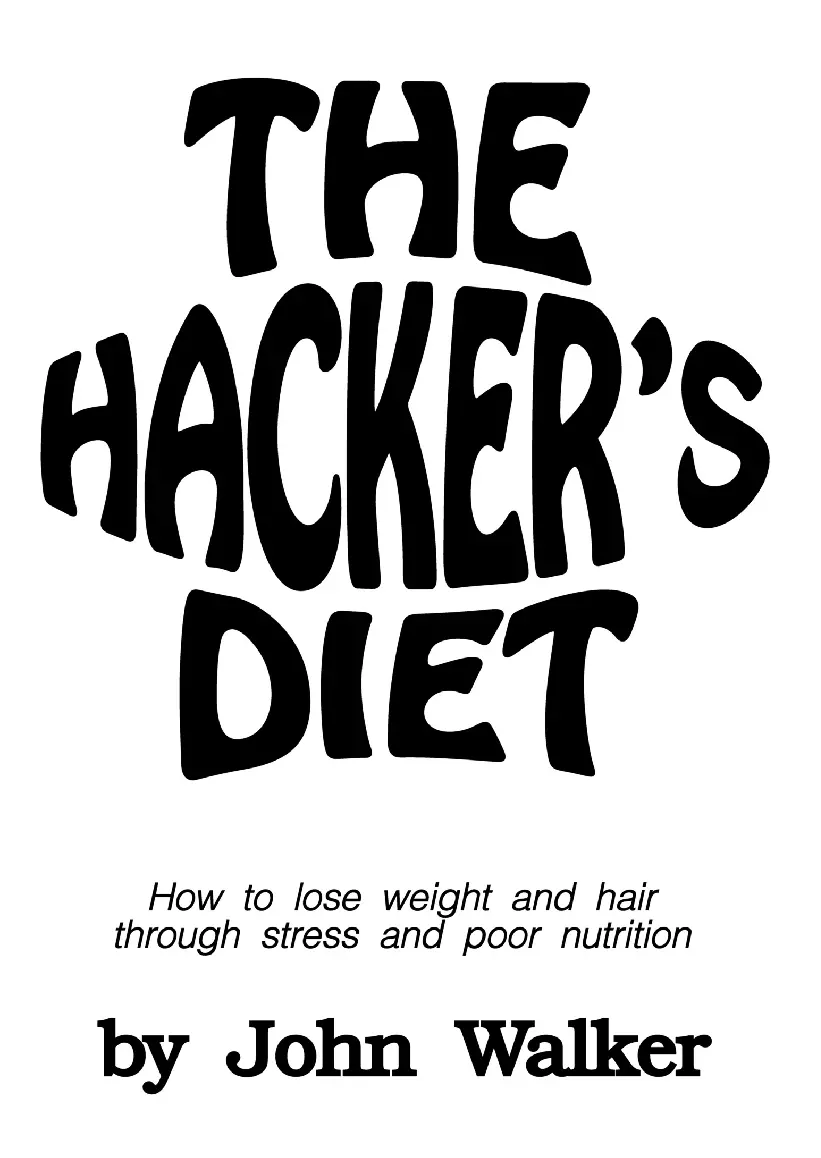 THE
HACKER'S
DIET
How to lose weight and hair
through stress and poor nutrition
by John Walker